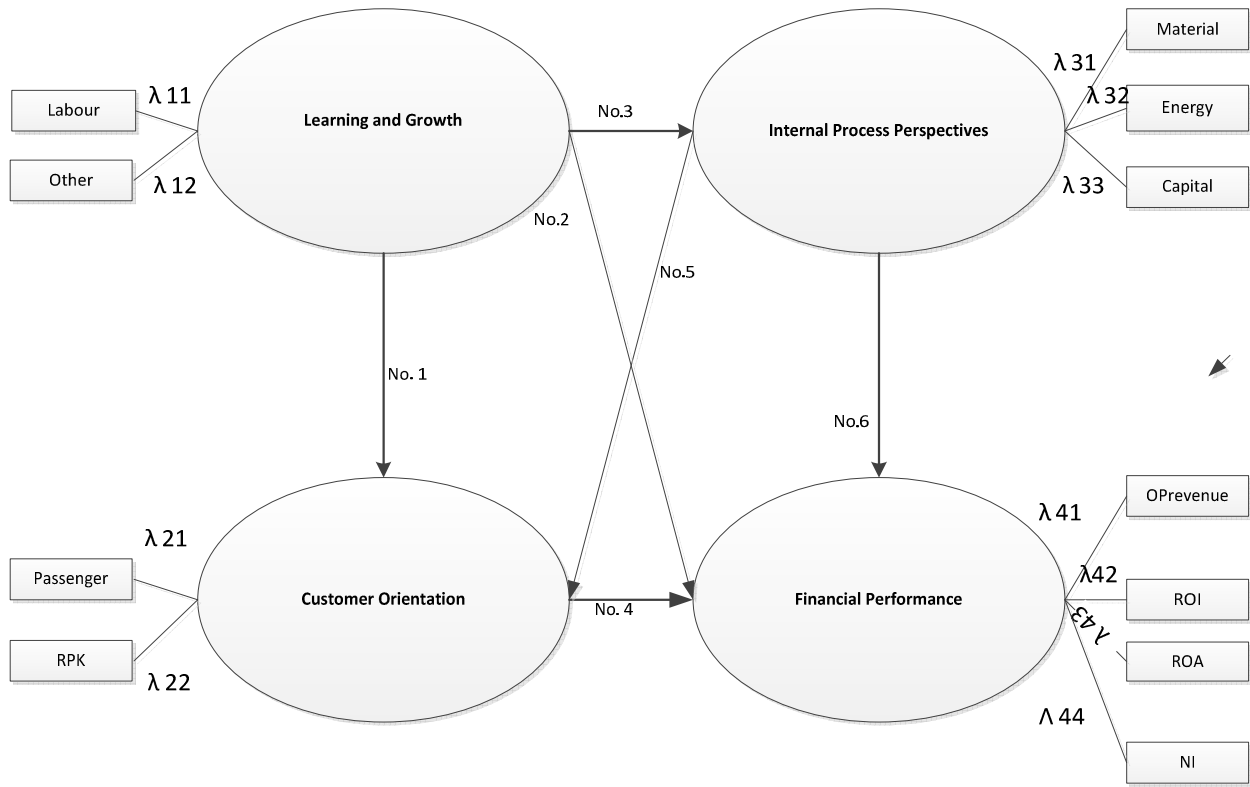 Material
λ 31
Labour
λ 11
Learning and Growth
No.3
Internal Process Perspectives
λ 32
Energy
Other
λ 12
λ 33
Capital
No.2
No.5
No. 1
No.6
OPrevenue
λ 41
λ 21
Passenger
Customer Orientation
No. 4
Financial Performance
λ42
ROI
λ 43
ROA
RPK
λ 22
Λ 44
NI